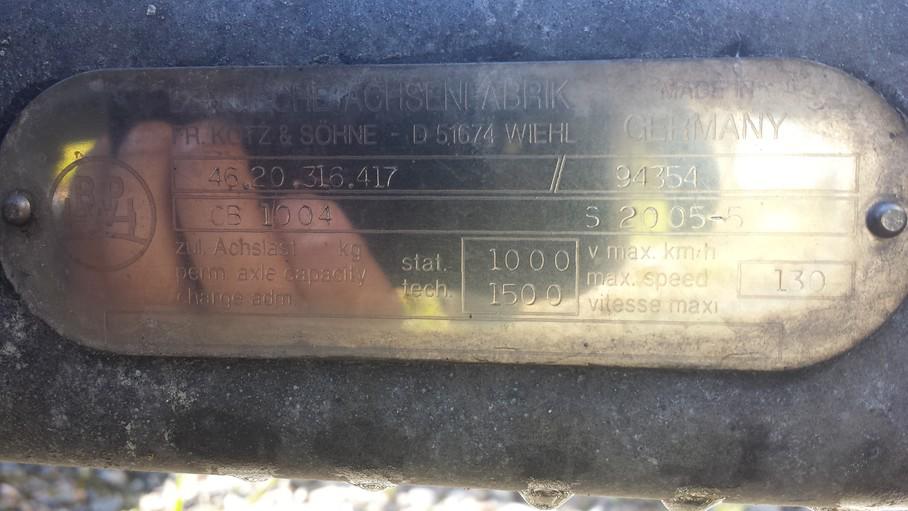 ACHSENFABRIK MADE IN
FR. KOTZ & SÖHNE - D 51674 WIEHL GERMANY
BPW
46.20.316.417 // 94354
CB 1004 S 2005-5
zul. Achslast kg stat. 1000 v max. km/h
perm. axle capacity max. speed 130
charge adm. tech. 1500 vitesse maxi